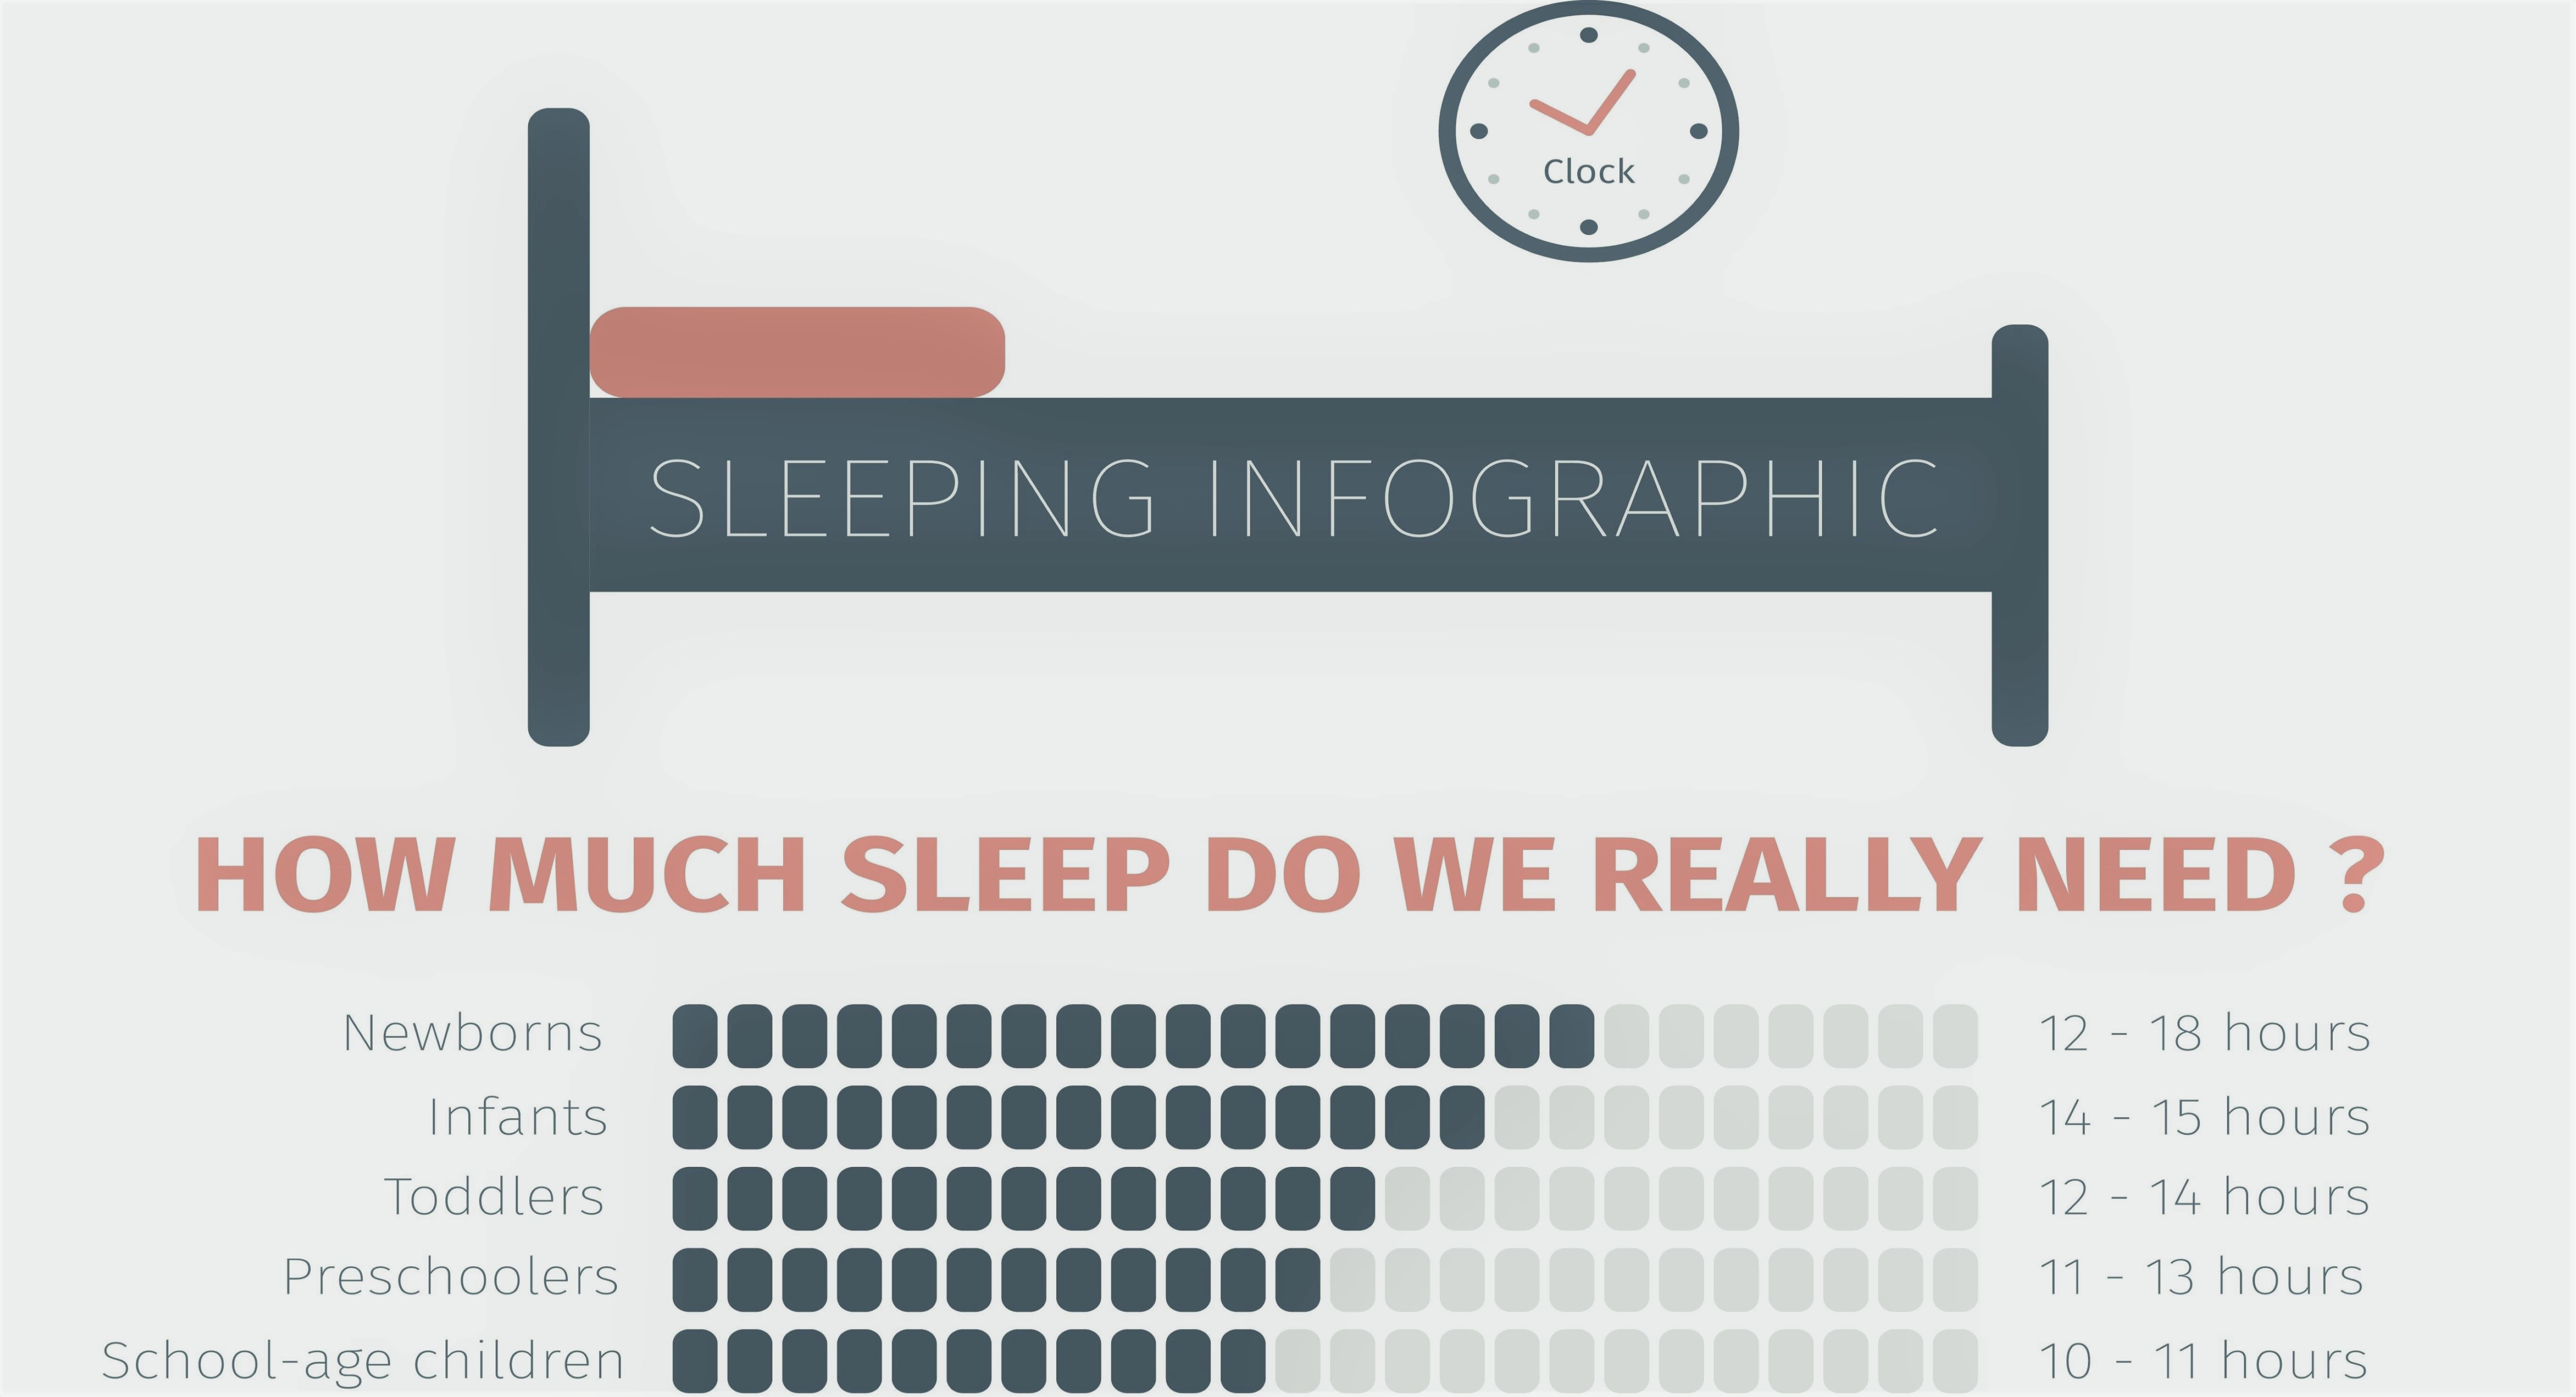 Clock
SLEEPING INFOGRAPHIC
HOW MUCH SLEEP DO WE REALLY NEED ?
Newborns 12 - 18 hours
Infants 14 - 15 hours
Toddlers 12 - 14 hours
Preschoolers 11 - 13 hours
School-age children 10 - 11 hours